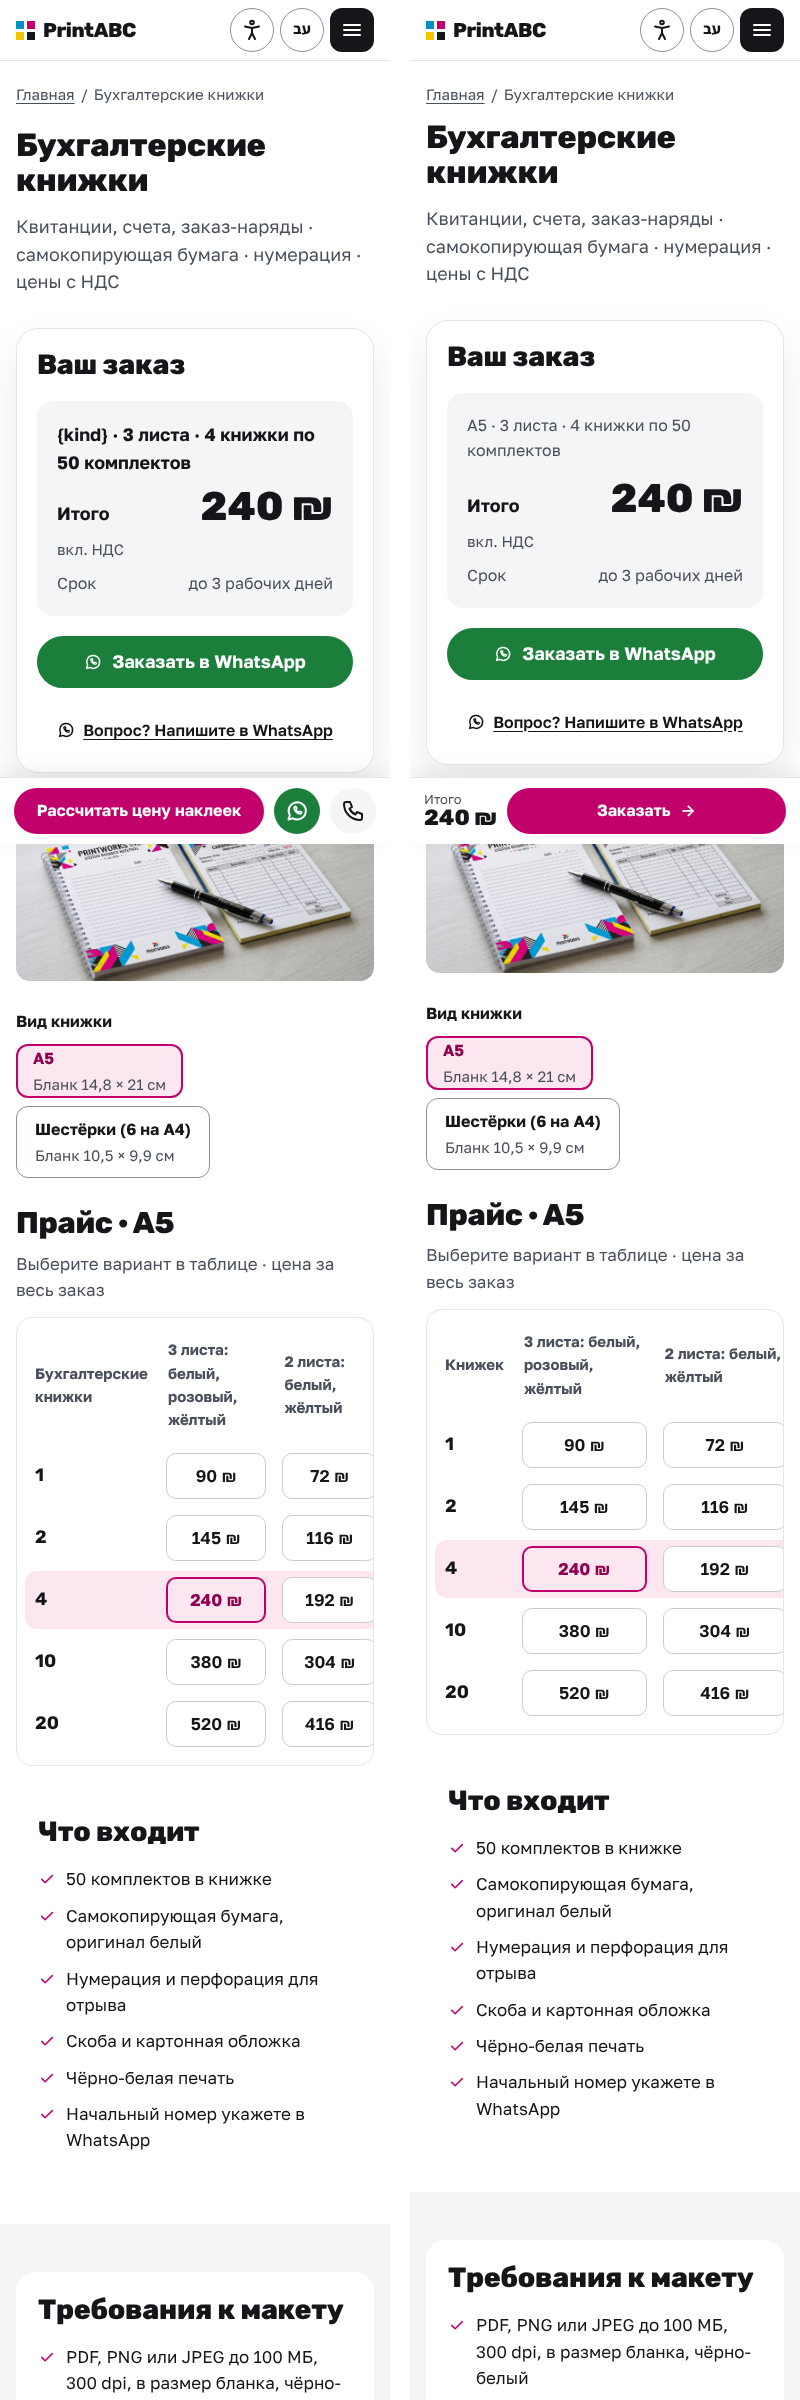 PrintABC
עב
Главная / Бухгалтерские книжки
Бухгалтерские
книжки
Квитанции, счета, заказ-наряды ·
самокопирующая бумага · нумерация ·
цены с НДС
Ваш заказ
{kind} · 3 листа · 4 книжки по
50 комплектов
Итого 240 ₪
вкл. НДС
Срок до 3 рабочих дней
Заказать в WhatsApp
Вопрос? Напишите в WhatsApp
Рассчитать цену наклеек
Вид книжки
A5
Бланк 14,8 × 21 см
Шестёрки (6 на A4)
Бланк 10,5 × 9,9 см
Прайс · A5
Выберите вариант в таблице · цена за
весь заказ
Бухгалтерские
книжки
3 листа:
белый,
розовый,
жёлтый
2 листа:
белый,
жёлтый
1 90 ₪ 72 ₪
2 145 ₪ 116 ₪
4 240 ₪ 192 ₪
10 380 ₪ 304 ₪
20 520 ₪ 416 ₪
Что входит
50 комплектов в книжке
Самокопирующая бумага,
оригинал белый
Нумерация и перфорация для
отрыва
Скоба и картонная обложка
Чёрно-белая печать
Начальный номер укажете в
WhatsApp
Требования к макету
PDF, PNG или JPEG до 100 МБ,
300 dpi, в размер бланка, чёрно-
PrintABC
עב
Главная / Бухгалтерские книжки
Бухгалтерские
книжки
Квитанции, счета, заказ-наряды ·
самокопирующая бумага · нумерация ·
цены с НДС
Ваш заказ
A5 · 3 листа · 4 книжки по 50
комплектов
Итого 240 ₪
вкл. НДС
Срок до 3 рабочих дней
Заказать в WhatsApp
Вопрос? Напишите в WhatsApp
Итого
240 ₪
Заказать →
Вид книжки
A5
Бланк 14,8 × 21 см
Шестёрки (6 на A4)
Бланк 10,5 × 9,9 см
Прайс · A5
Выберите вариант в таблице · цена за
весь заказ
Книжек
3 листа: белый,
розовый,
жёлтый
2 листа: белый,
жёлтый
1 90 ₪ 72 ₪
2 145 ₪ 116 ₪
4 240 ₪ 192 ₪
10 380 ₪ 304 ₪
20 520 ₪ 416 ₪
Что входит
50 комплектов в книжке
Самокопирующая бумага,
оригинал белый
Нумерация и перфорация для
отрыва
Скоба и картонная обложка
Чёрно-белая печать
Начальный номер укажете в
WhatsApp
Требования к макету
PDF, PNG или JPEG до 100 МБ,
300 dpi, в размер бланка, чёрно-
белый